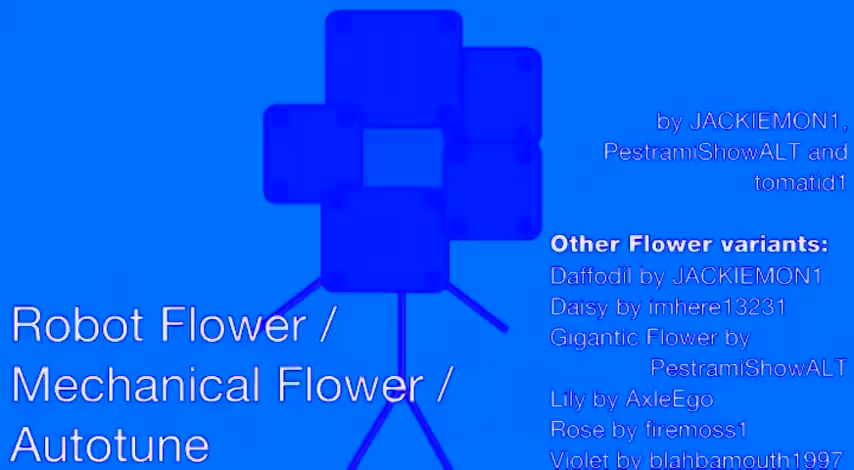 by JACKIEMON1,
PestramiShowALT and
tomatid1
Other Flower variants:
Daffodil by JACKIEMON1
Daisy by imhere13231
Gigantic Flower by
PestramiShowALT
Lily by AxleEgo
Rose by firemoss1
Violet by blahbamouth1997
Robot Flower /
Mechanical Flower /
Autotune